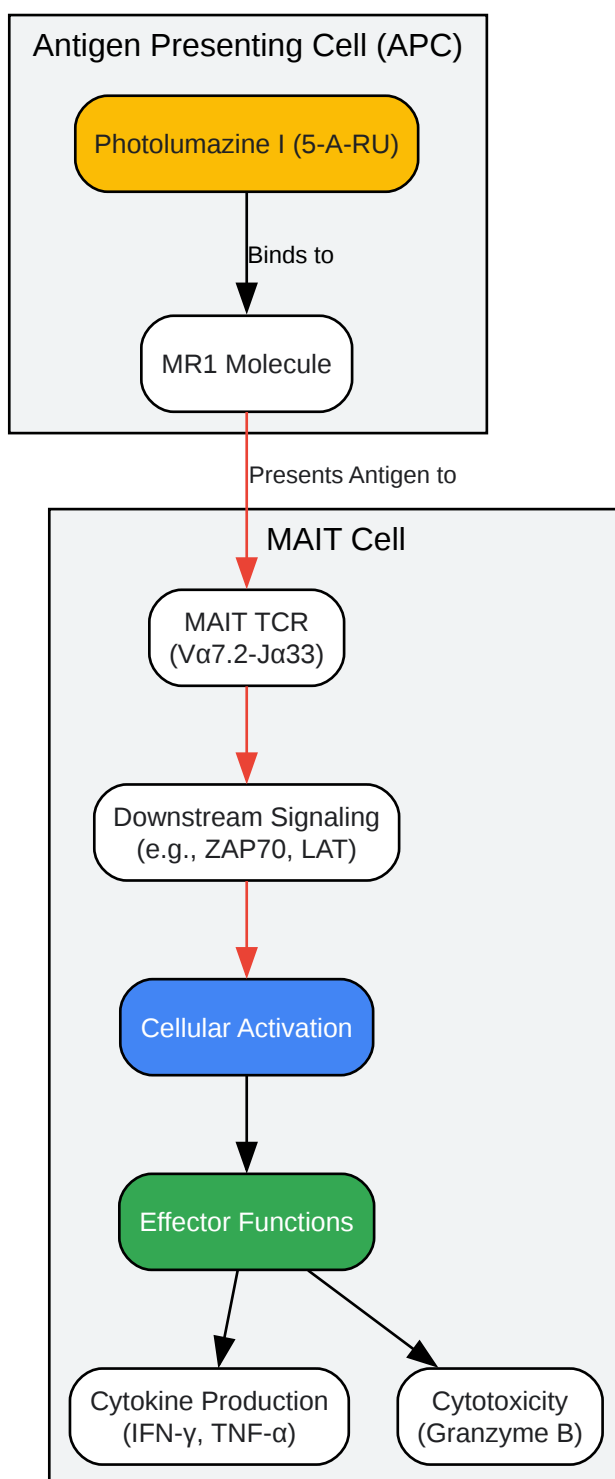 Antigen Presenting Cell (APC)
Photolumazine I (5-A-RU)
Binds to
MR1 Molecule
Presents Antigen to
MAIT Cell
MAIT TCR
(Vα7.2-Jα33)
Downstream Signaling
(e.g., ZAP70, LAT)
Cellular Activation
Effector Functions
Cytokine Production
(IFN-γ, TNF-α)
Cytotoxicity
(Granzyme B)